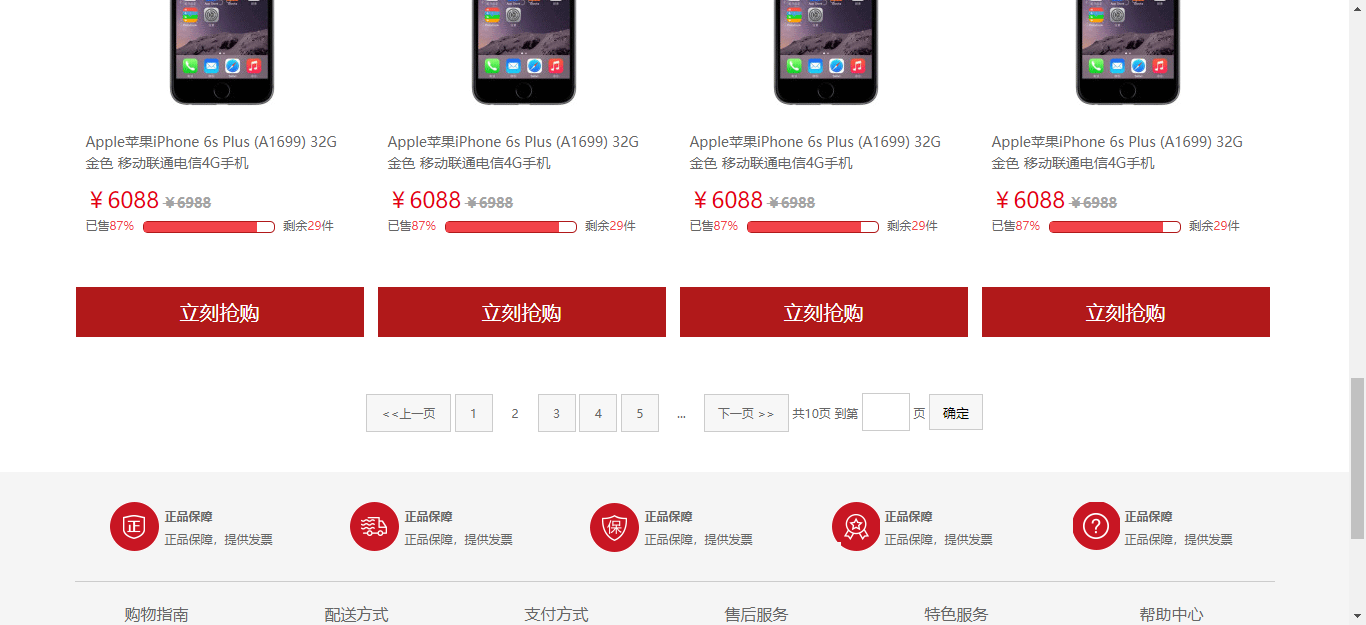 Apple苹果iPhone 6s Plus (A1699) 32G
金色 移动联通电信4G手机
￥6088 ￥6988
已售87% 剩余29件
立刻抢购
Apple苹果iPhone 6s Plus (A1699) 32G
金色 移动联通电信4G手机
￥6088 ￥6988
已售87% 剩余29件
立刻抢购
Apple苹果iPhone 6s Plus (A1699) 32G
金色 移动联通电信4G手机
￥6088 ￥6988
已售87% 剩余29件
立刻抢购
Apple苹果iPhone 6s Plus (A1699) 32G
金色 移动联通电信4G手机
￥6088 ￥6988
已售87% 剩余29件
立刻抢购
<<上一页 1 2 3 4 5 ... 下一页 >> 共10页 到第 页 确定
正
正品保障
正品保障，提供发票
正品保障
正品保障，提供发票
保
正品保障
正品保障，提供发票
正品保障
正品保障，提供发票
?
正品保障
正品保障，提供发票
购物指南 配送方式 支付方式 售后服务 特色服务 帮助中心